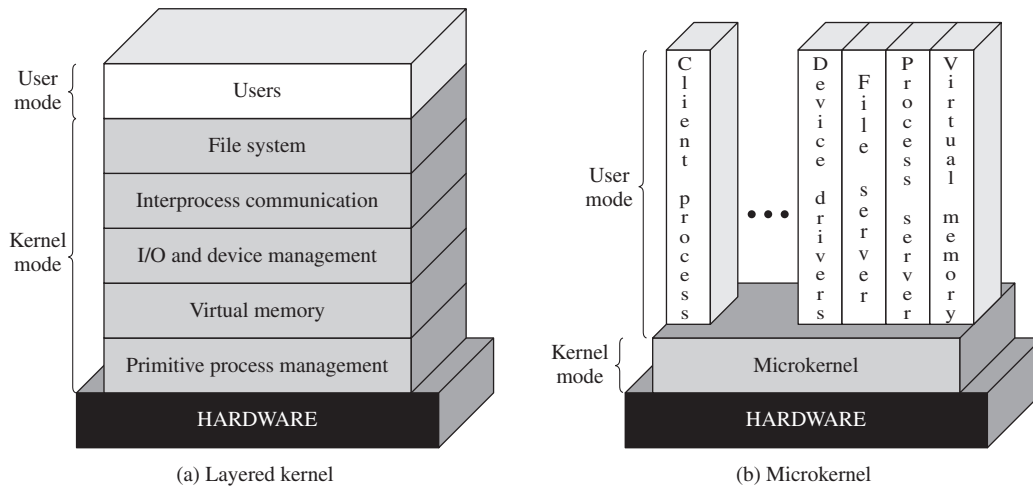 User
mode
Kernel
mode
Users
File system
Interprocess communication
I/O and device management
Virtual memory
Primitive process management
HARDWARE
(a) Layered kernel
User
mode
Kernel
mode
Client process
Device drivers
File server
Process server
Virtual memory
Microkernel
HARDWARE
(b) Microkernel